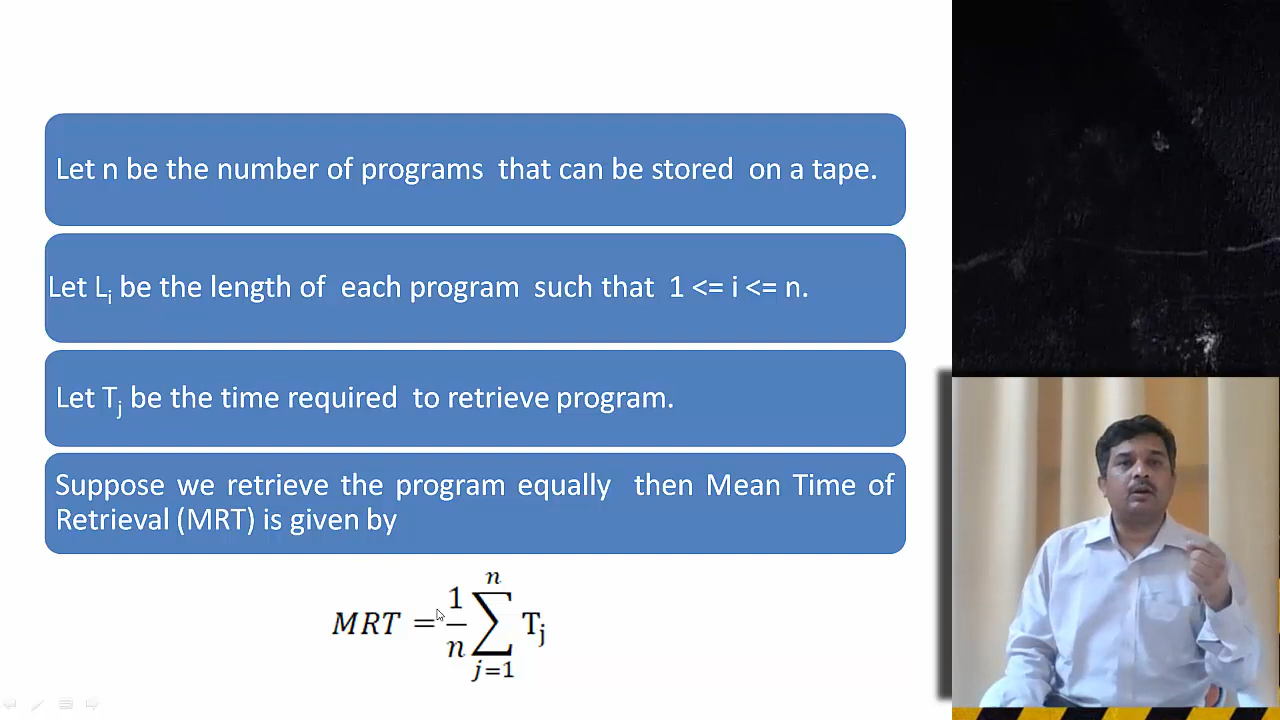 Let n be the number of programs that can be stored on a tape.
Let Li be the length of each program such that 1 <= i <= n.
Let Tj be the time required to retrieve program.
Suppose we retrieve the program equally then Mean Time of
Retrieval (MRT) is given by
MRT = 1/n ∑ j=1 n Tj